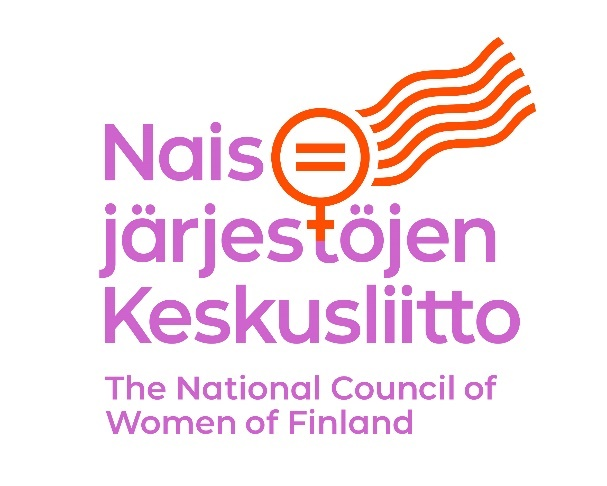 Nais
järjestöjen
Keskusliitto
The National Council of
Women of Finland